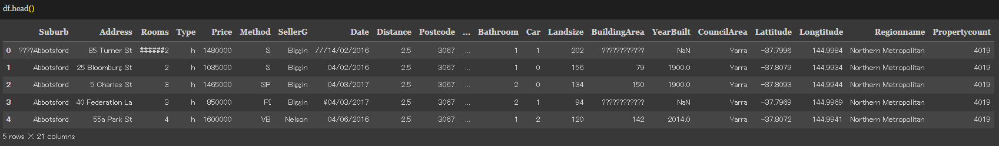 df.head()
Suburb Address Rooms Type Price Method SellerG Date Distance Postcode ... Bathroom Car Landsize BuildingArea YearBuilt CouncilArea Lattitude Longtitude Regionname Propertycount
0 ????Abbotsford 85 Turner St ######2 h 1480000 S Biggin ///14/02/2016 2.5 3067 ... 1 1 202 ???????????? NaN Yarra -37.7996 144.9984 Northern Metropolitan 4019
1 Abbotsford 25 Bloomburg St 2 h 1035000 S Biggin 04/02/2016 2.5 3067 ... 1 0 156 79 1900.0 Yarra -37.8079 144.9934 Northern Metropolitan 4019
2 Abbotsford 5 Charles St 3 h 1465000 SP Biggin 04/03/2017 2.5 3067 ... 2 0 134 150 1900.0 Yarra -37.8093 144.9944 Northern Metropolitan 4019
3 Abbotsford 40 Federation La 3 h 850000 PI Biggin ¥04/03/2017 2.5 3067 ... 2 1 94 ???????????? NaN Yarra -37.7969 144.9969 Northern Metropolitan 4019
4 Abbotsford 55a Park St 4 h 1600000 VB Nelson 04/06/2016 2.5 3067 ... 1 2 120 142 2014.0 Yarra -37.8072 144.9941 Northern Metropolitan 4019
5 rows × 21 columns